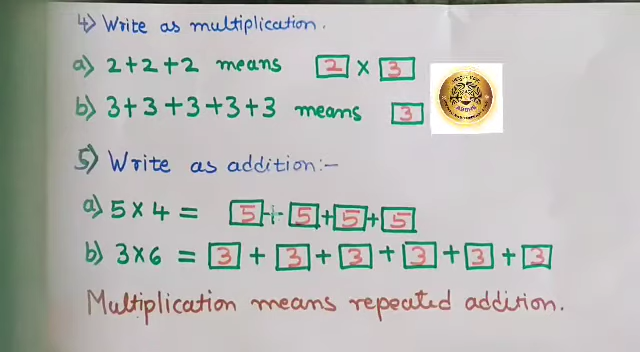 4) Write as multiplication.
a) 2+2+2 means 2 × 3
b) 3+3+3+3+3 means 3
5) Write as addition:-
a) 5×4 = 5+5+5+5
b) 3×6 = 3+3+3+3+3+3
Multiplication means repeated addition.